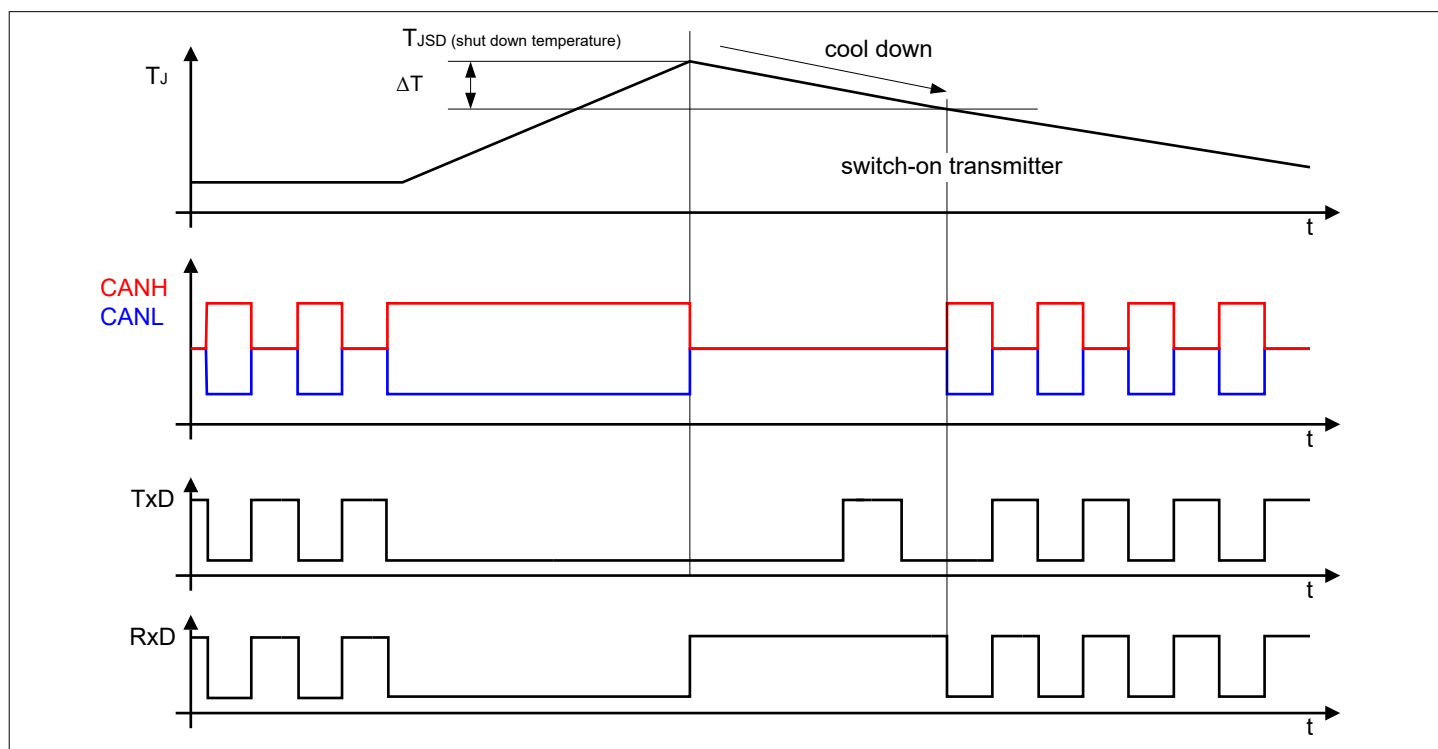 TJSD (shut down temperature)
cool down
TJ
ΔT
switch-on transmitter
t
CANH
CANL
t
TxD
t
RxD
t